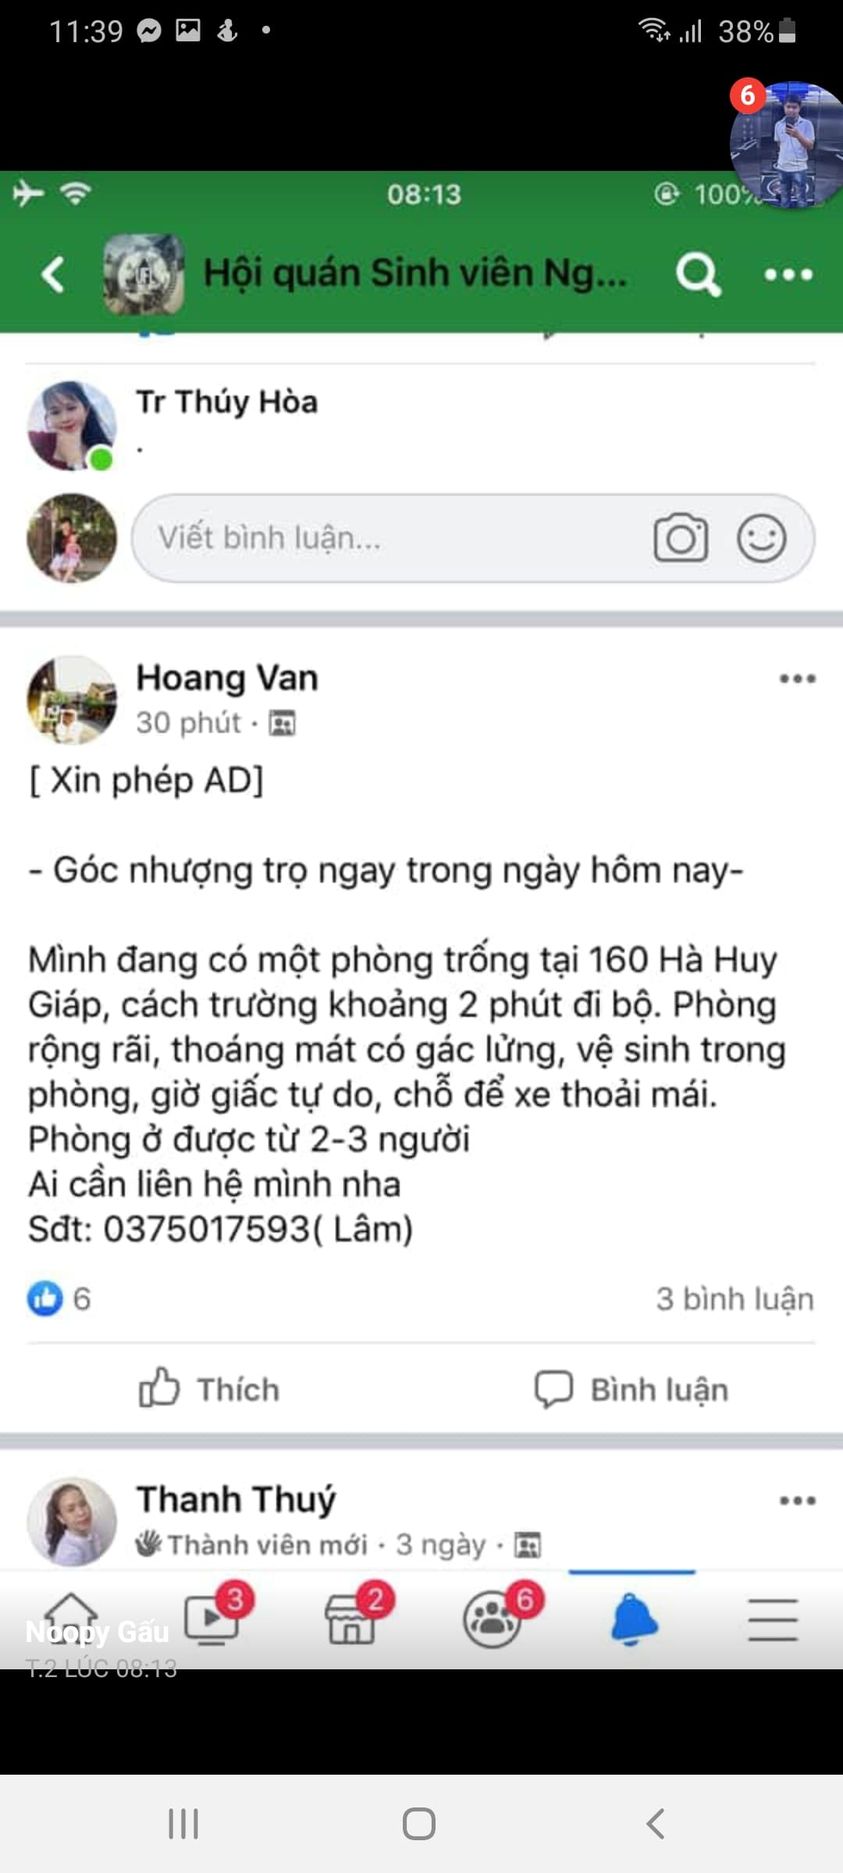 11:39
38%
6
08:13
100%
Hội quán Sinh viên Ng...
Tr Thúy Hòa
.
Viết bình luận...
Hoang Van
30 phút ·
[ Xin phép AD]
- Góc nhượng trọ ngay trong ngày hôm nay-
Mình đang có một phòng trống tại 160 Hà Huy
Giáp, cách trường khoảng 2 phút đi bộ. Phòng
rộng rãi, thoáng mát có gác lửng, vệ sinh trong
phòng, giờ giấc tự do, chỗ để xe thoải mái.
Phòng ở được từ 2-3 người
Ai cần liên hệ mình nha
Sđt: 0375017593( Lâm)
6
3 bình luận
Thích
Bình luận
Thanh Thuý
Thành viên mới · 3 ngày ·
3
2
6
Noopy Gấu
T.2 LÚC 08:13